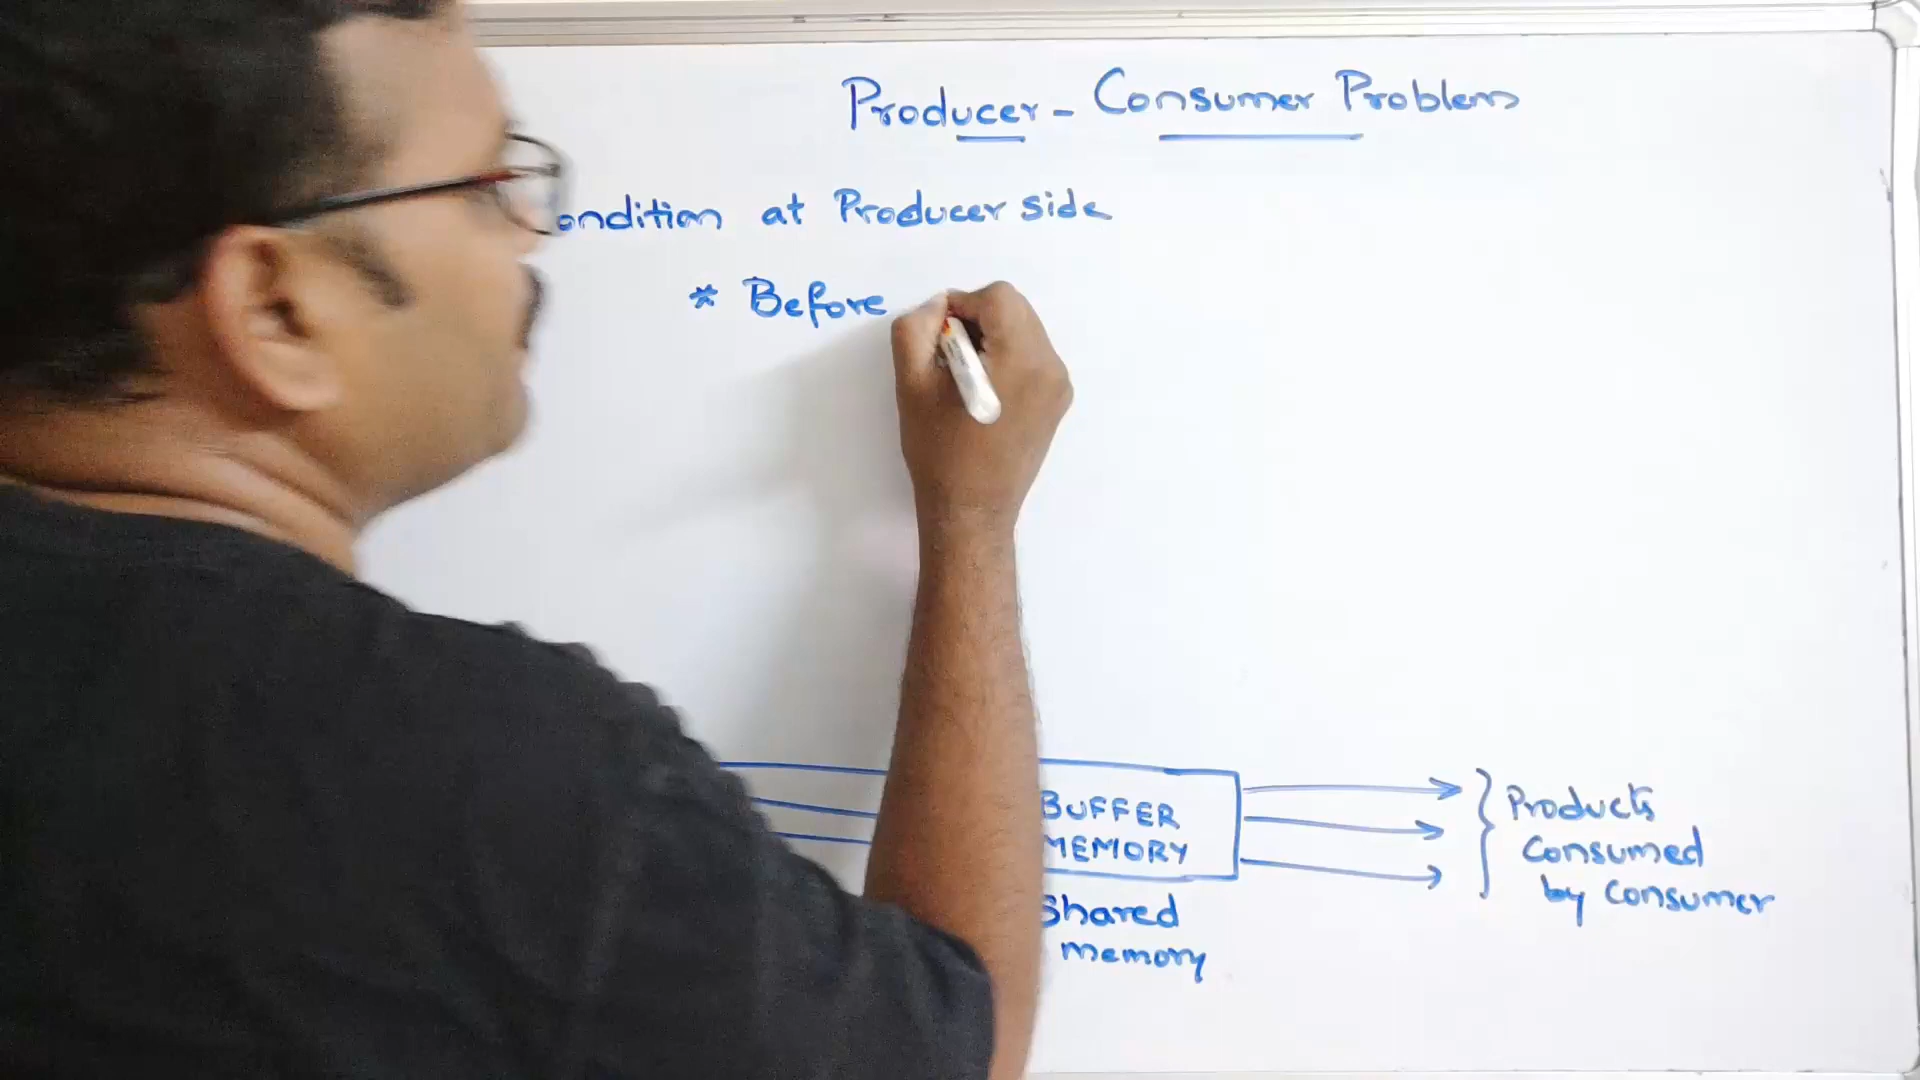 Producer - Consumer Problem
ondition at Producer side
* Before
BUFFER
MEMORY
Shared
memory
Products
Consumed
by Consumer